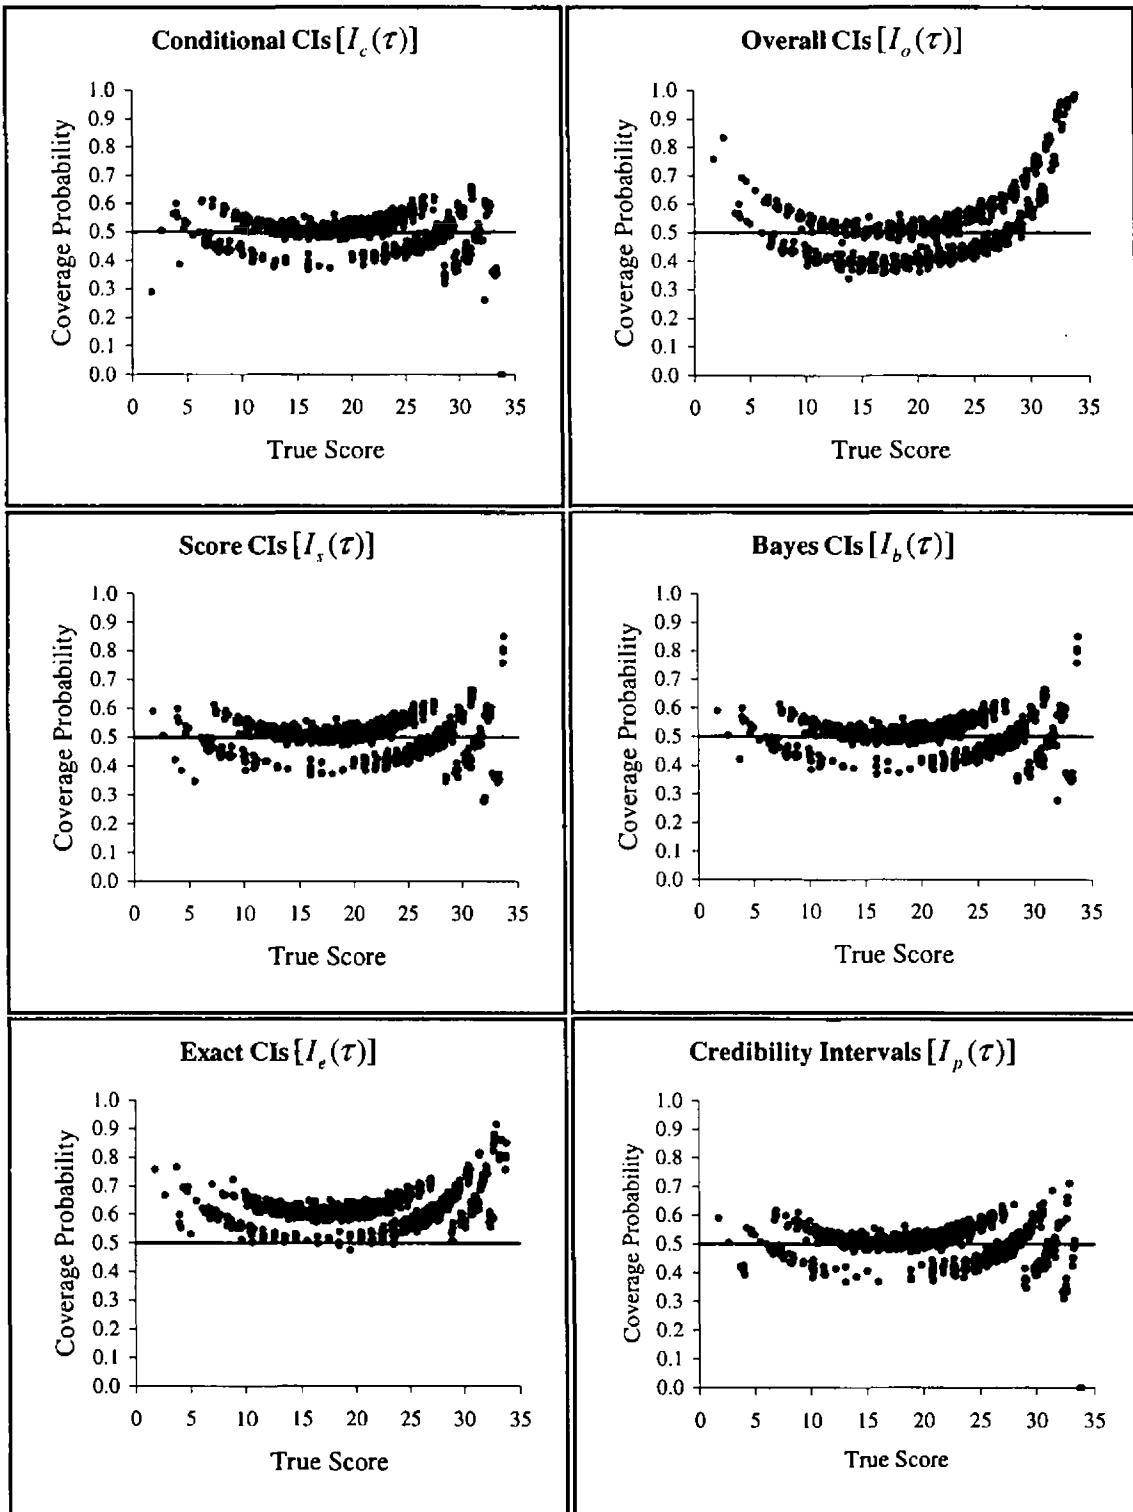 Conditional CIs [I_c(τ)]
Coverage Probability
1.0
0.9
0.8
0.7
0.6
0.5
0.4
0.3
0.2
0.1
0.0
0 5 10 15 20 25 30 35
True Score
Overall CIs [I_o(τ)]
Coverage Probability
1.0
0.9
0.8
0.7
0.6
0.5
0.4
0.3
0.2
0.1
0.0
0 5 10 15 20 25 30 35
True Score
Score CIs [I_s(τ)]
Coverage Probability
1.0
0.9
0.8
0.7
0.6
0.5
0.4
0.3
0.2
0.1
0.0
0 5 10 15 20 25 30 35
True Score
Bayes CIs [I_b(τ)]
Coverage Probability
1.0
0.9
0.8
0.7
0.6
0.5
0.4
0.3
0.2
0.1
0.0
0 5 10 15 20 25 30 35
True Score
Exact CIs [I_e(τ)]
Coverage Probability
1.0
0.9
0.8
0.7
0.6
0.5
0.4
0.3
0.2
0.1
0.0
0 5 10 15 20 25 30 35
True Score
Credibility Intervals [I_p(τ)]
Coverage Probability
1.0
0.9
0.8
0.7
0.6
0.5
0.4
0.3
0.2
0.1
0.0
0 5 10 15 20 25 30 35
True Score